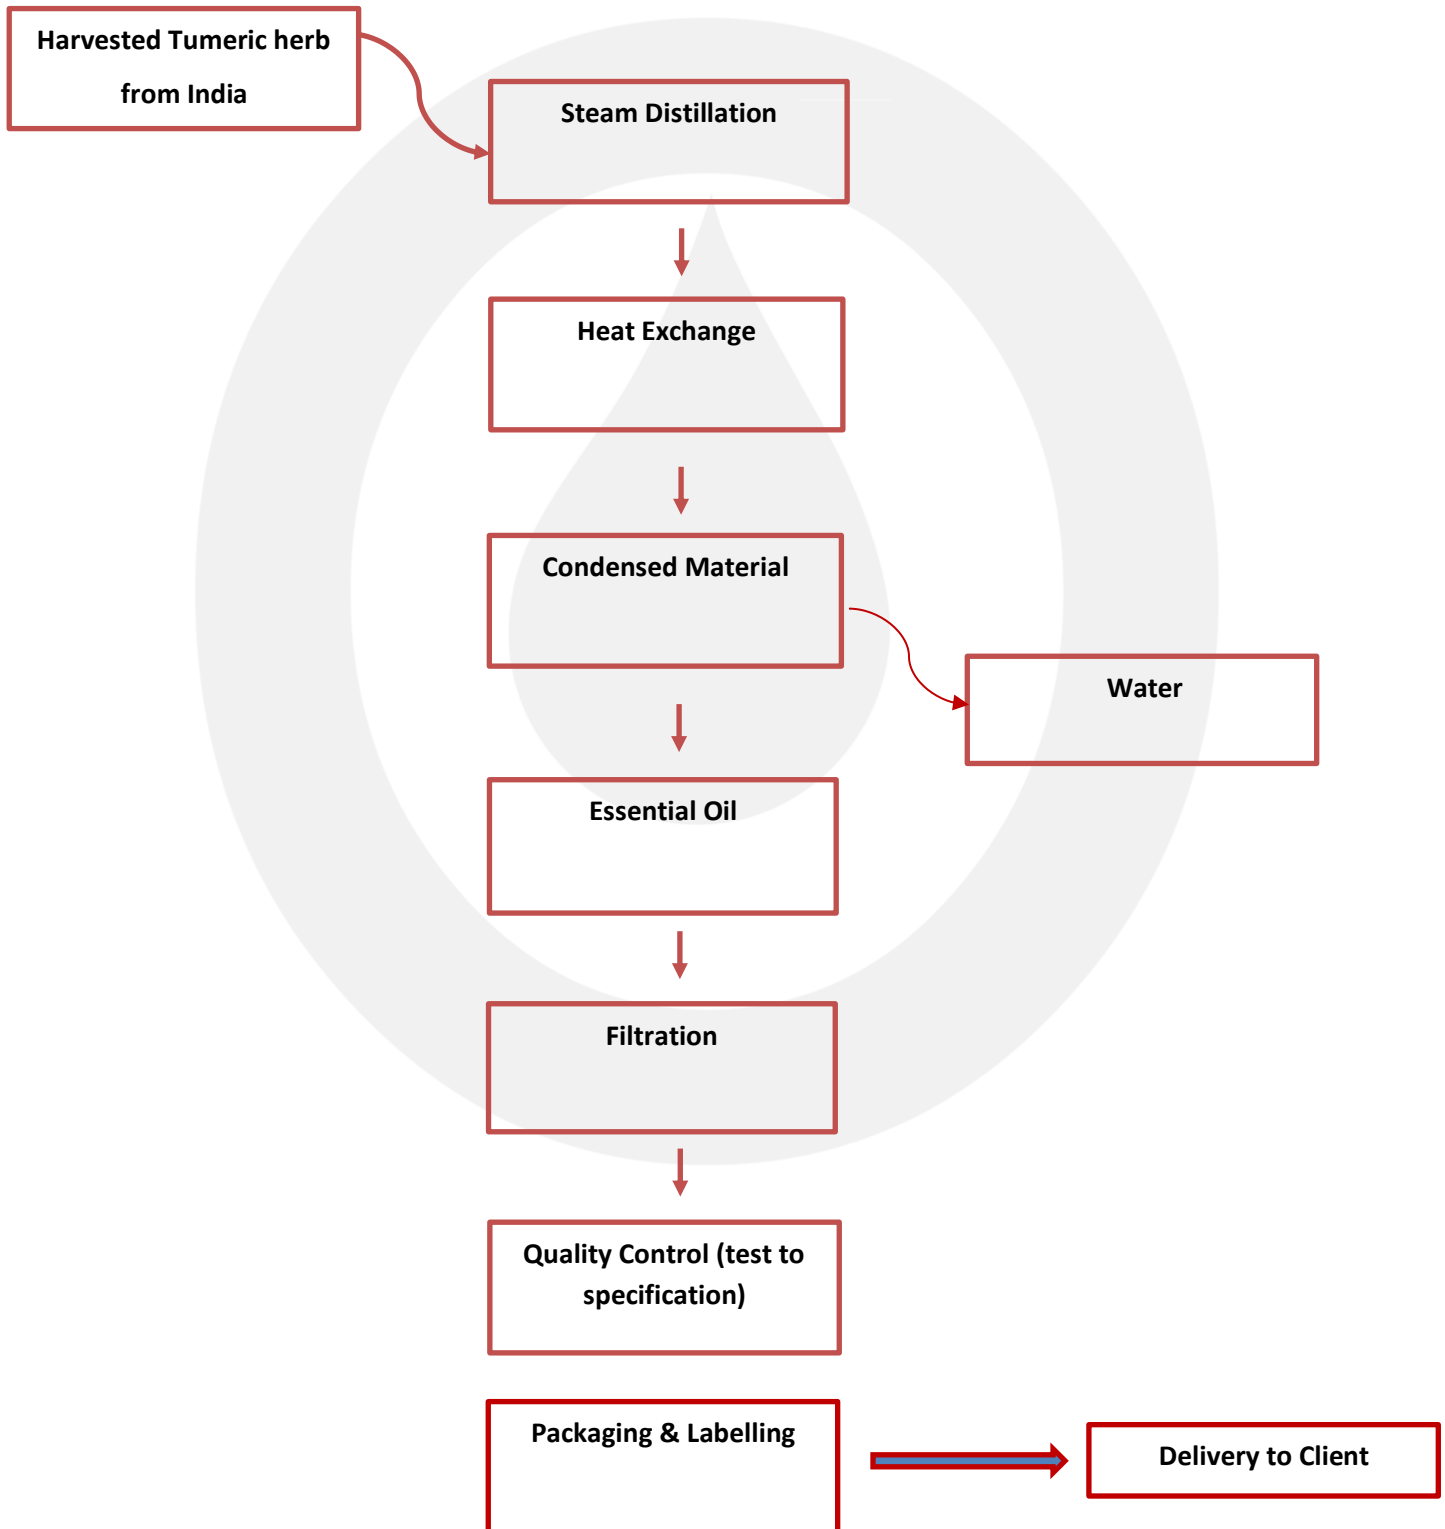 Harvested Tumeric herb
from India
Steam Distillation
Heat Exchange
Condensed Material
Water
Essential Oil
Filtration
Quality Control (test to
specification)
Packaging & Labelling
Delivery to Client